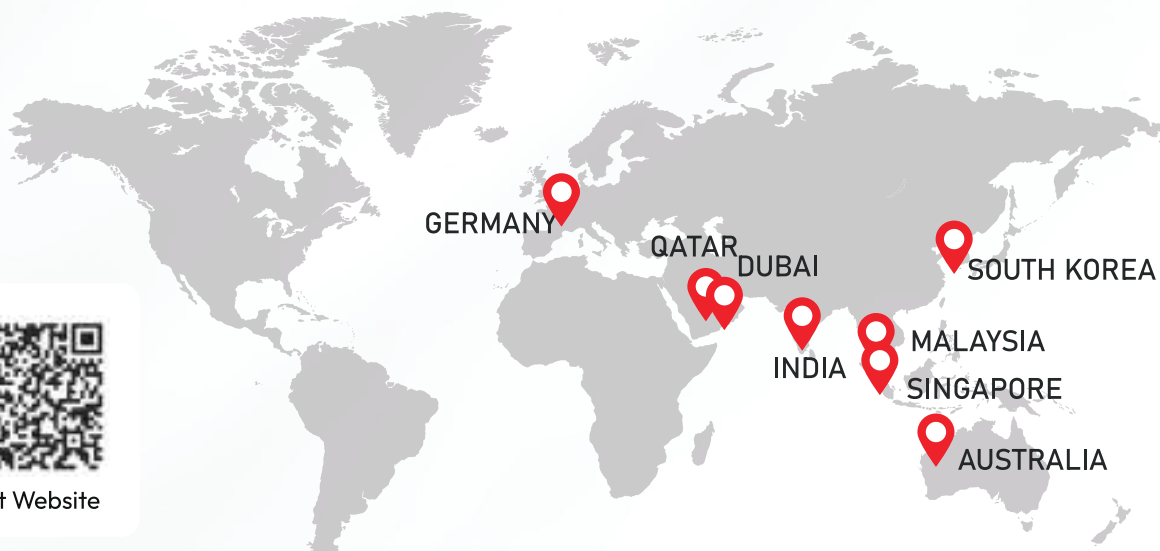 GERMANY
QATAR
DUBAI
SOUTH KOREA
INDIA
MALAYSIA
SINGAPORE
AUSTRALIA
Website